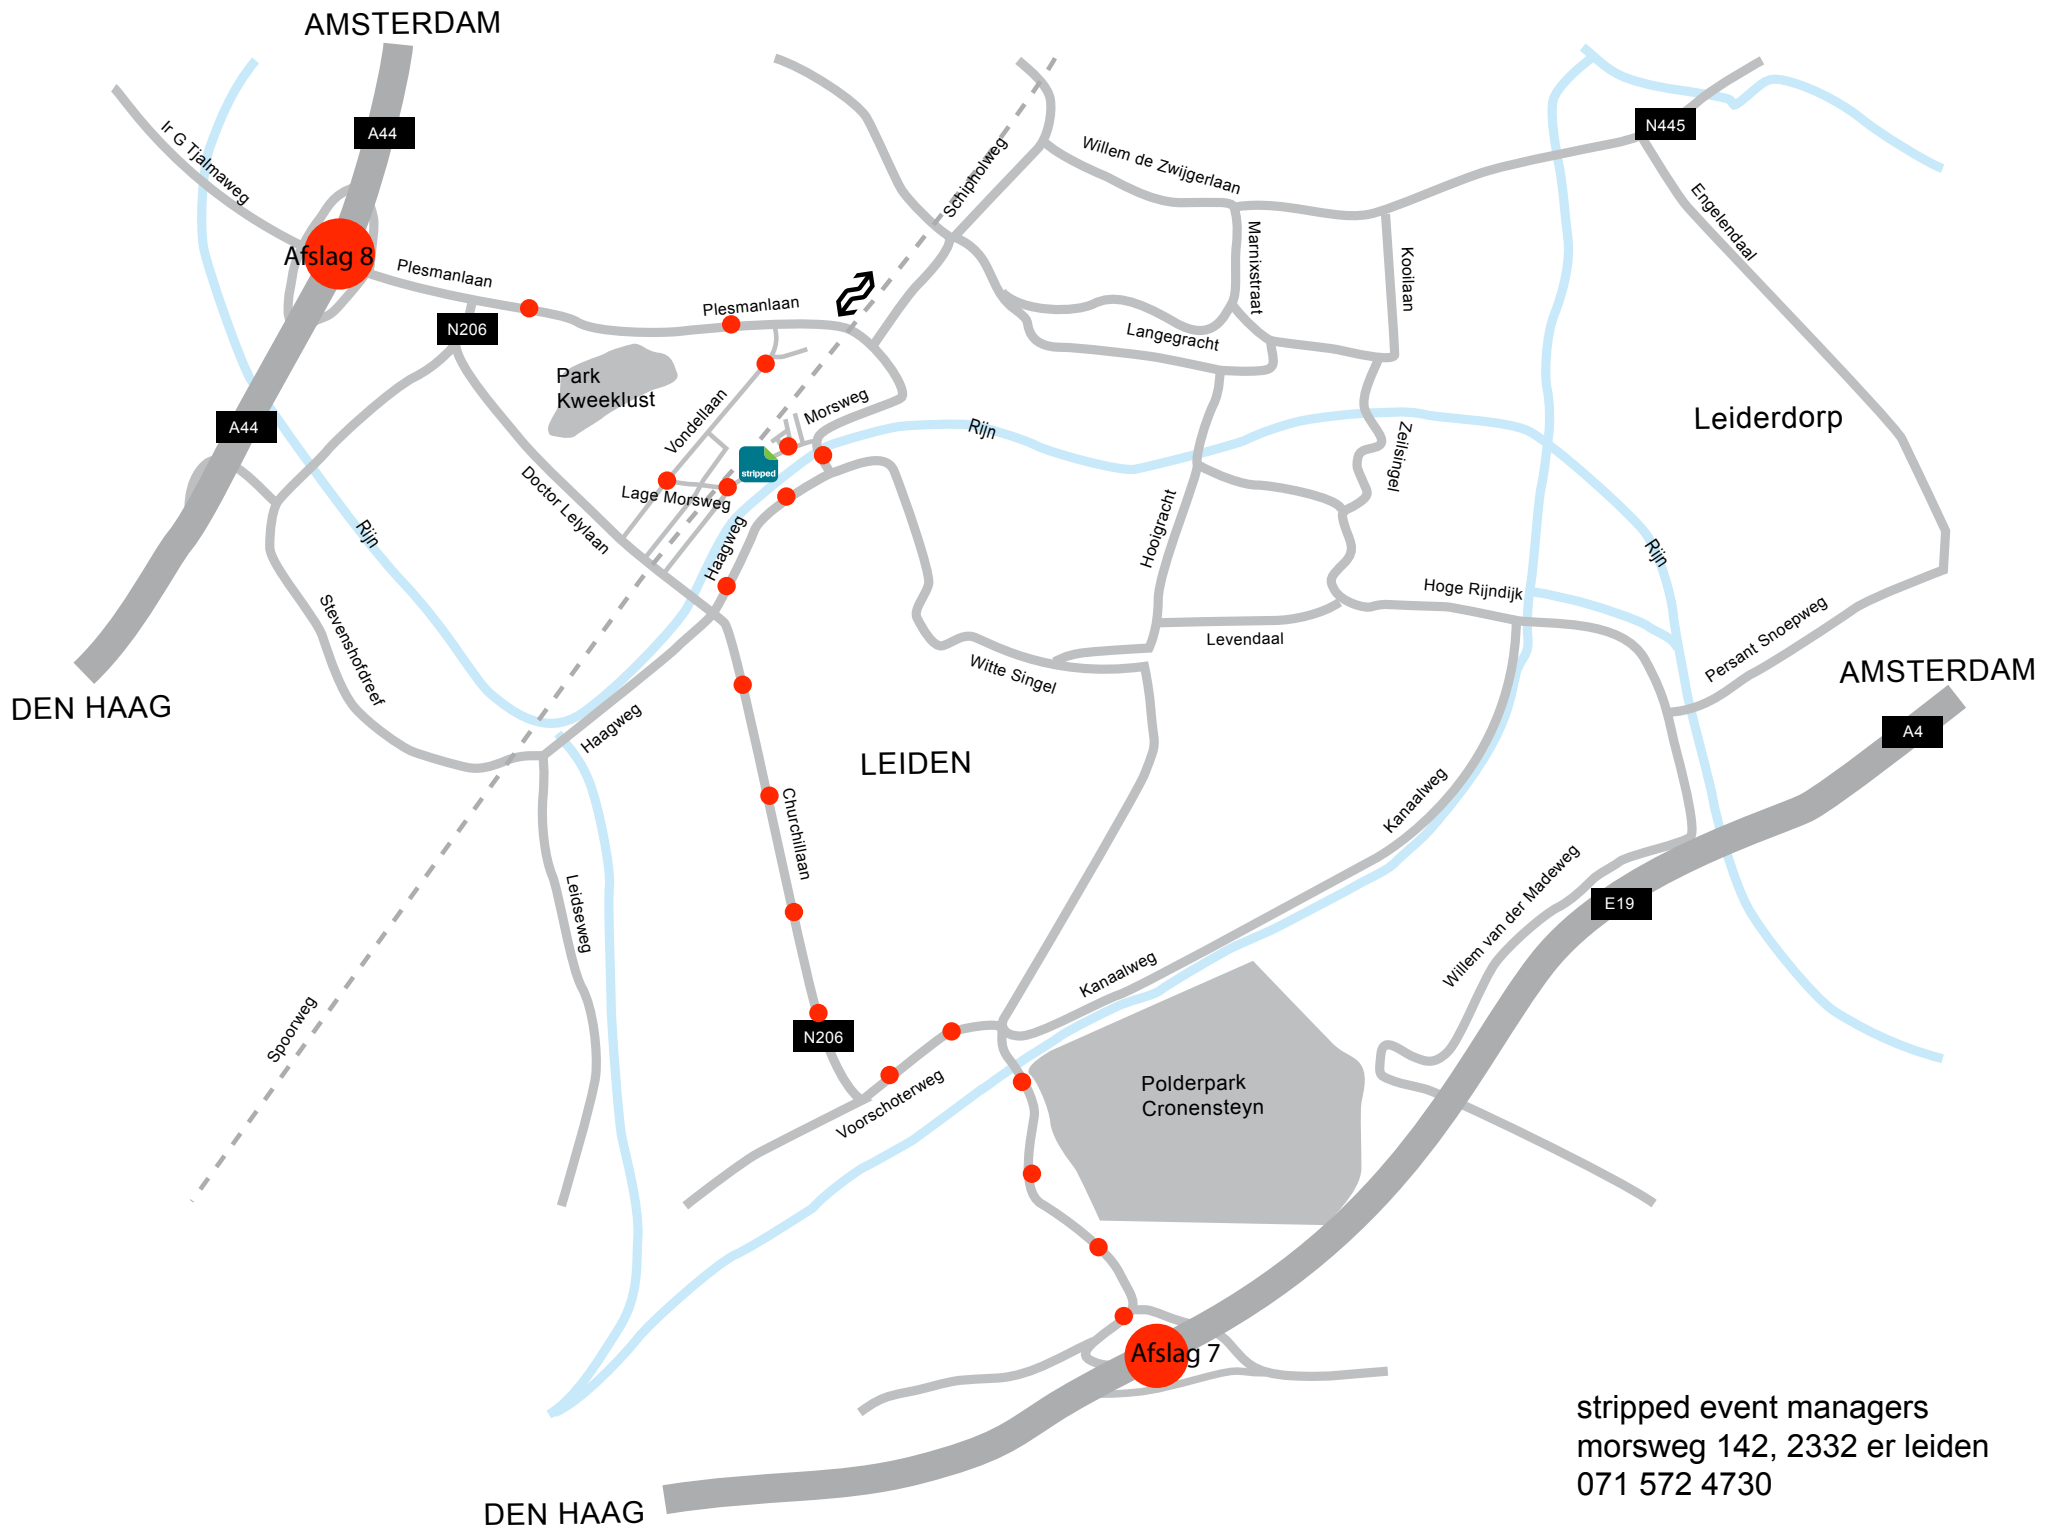 AMSTERDAM
A44
Ir G Tjalmaweg
Afslag 8
Plesmanlaan
N206
Plesmanlaan
Schipholweg
Willem de Zwijgerlaan
N445
Marnixstraat
Kooilaan
Engelendaal
Langegracht
Park
Kweeklust
Vondellaan
Morsweg
Rijn
A44
Leiderdorp
stripped
Lage Morsweg
Doctor Lelylaan
Zeilsingel
Rijn
Haagweg
Hooigracht
Rijn
Hoge Rijndijk
Stevenshofdreef
Levendaal
Persant Snoepweg
Witte Singel
AMSTERDAM
DEN HAAG
Haagweg
A4
LEIDEN
Churchillaan
Kanaalweg
Leidseweg
Willem van der Madeweg
E19
Kanaalweg
Spoorweg
N206
Voorschoterweg
Polderpark
Cronensteyn
Afslag 7
stripped event managers
morsweg 142, 2332 er leiden
071 572 4730
DEN HAAG